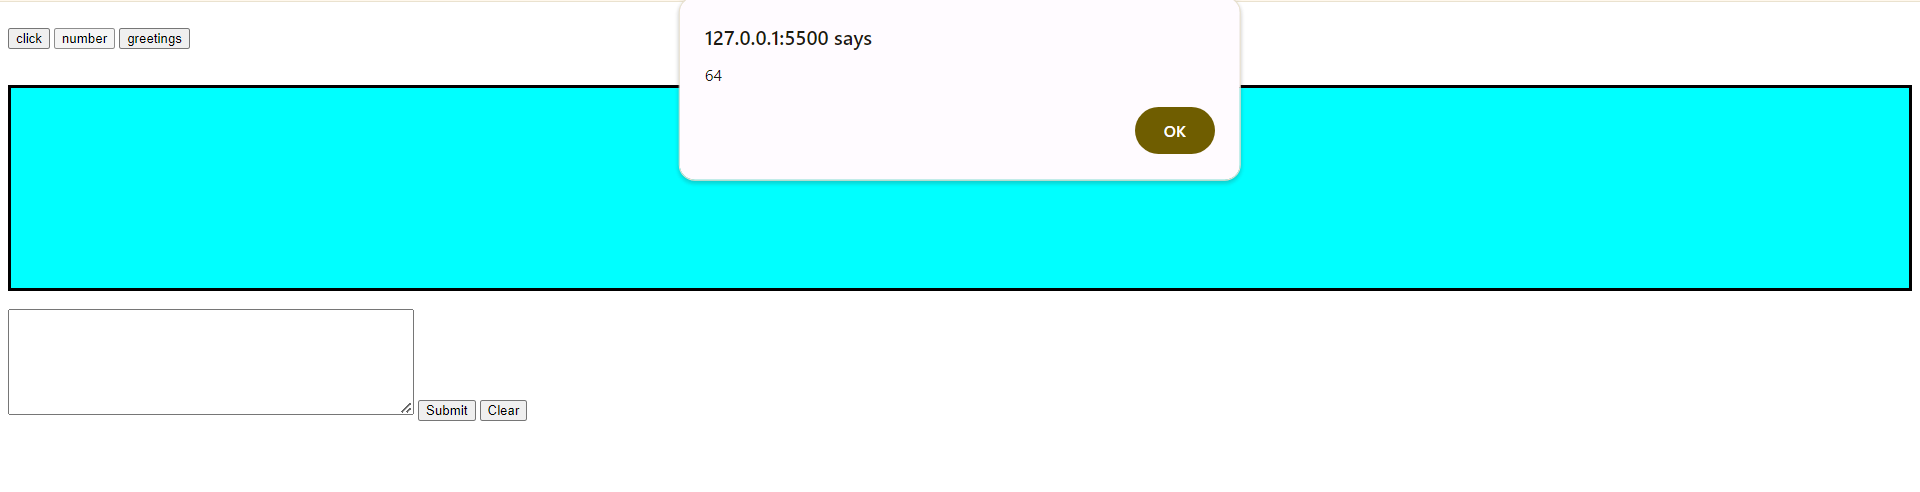 click number greetings
127.0.0.1:5500 says
64
OK
Submit Clear